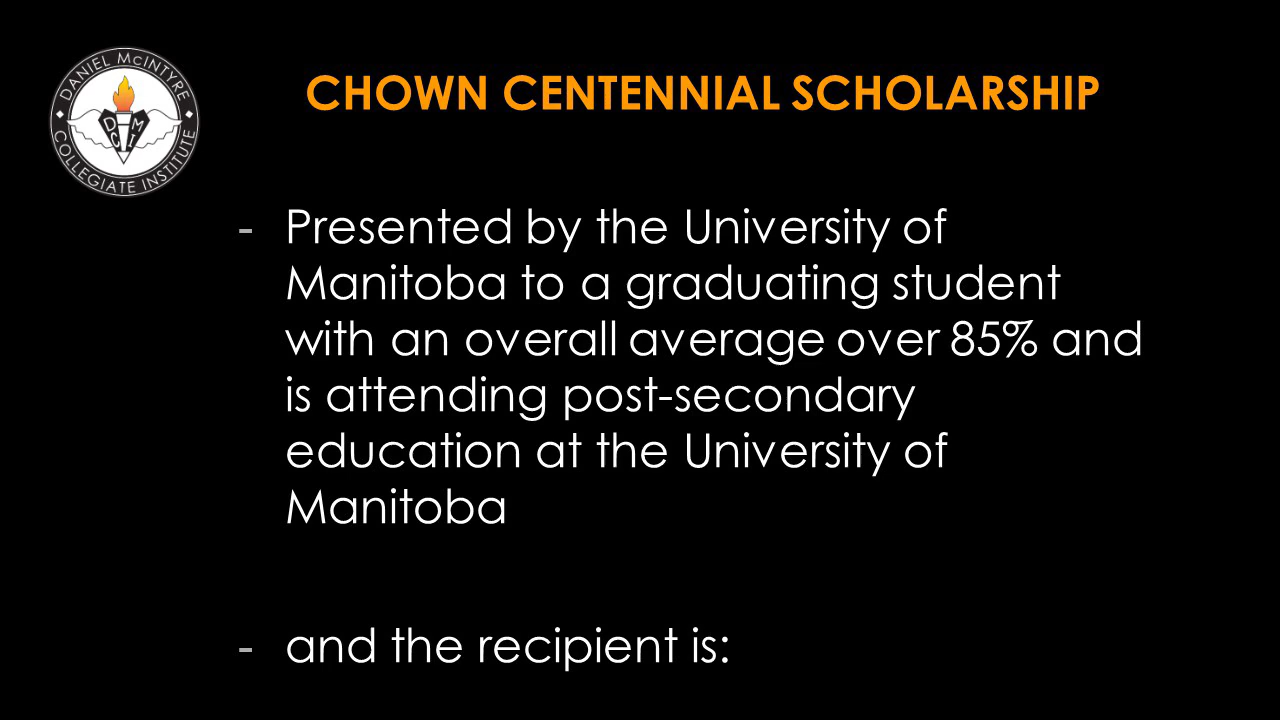 DANIEL McINTYRE
COLLEGIATE INSTITUTE
D M
C I
CHOWN CENTENNIAL SCHOLARSHIP
- Presented by the University of
Manitoba to a graduating student
with an overall average over 85% and
is attending post-secondary
education at the University of
Manitoba
- and the recipient is: